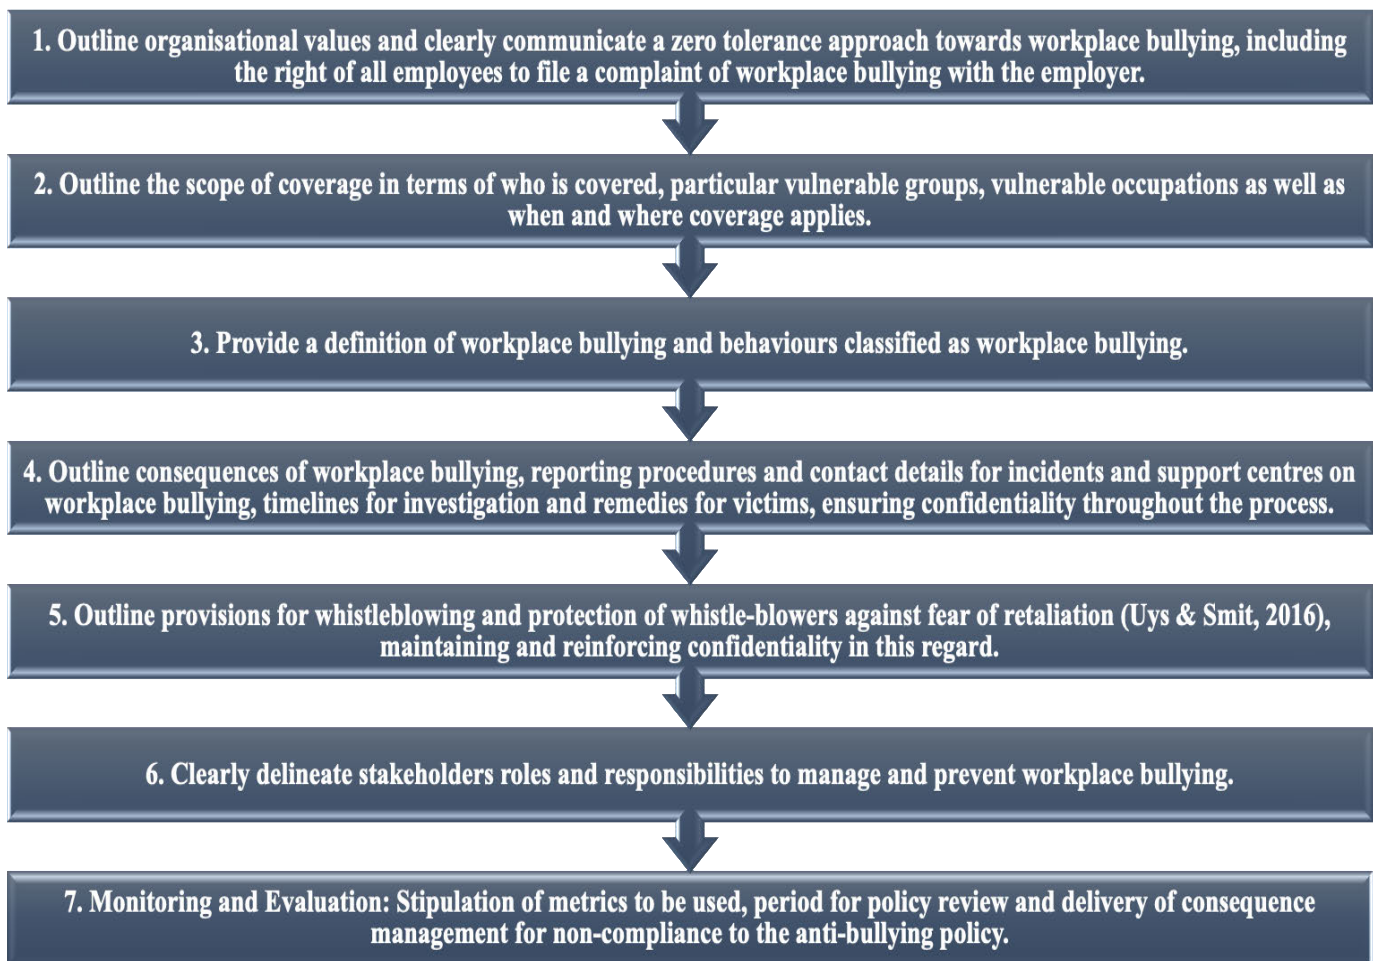 1. Outline organisational values and clearly communicate a zero tolerance approach towards workplace bullying, including
the right of all employees to file a complaint of workplace bullying with the employer.
2. Outline the scope of coverage in terms of who is covered, particular vulnerable groups, vulnerable occupations as well as
when and where coverage applies.
3. Provide a definition of workplace bullying and behaviours classified as workplace bullying.
4. Outline consequences of workplace bullying, reporting procedures and contact details for incidents and support centres on
workplace bullying, timelines for investigation and remedies for victims, ensuring confidentiality throughout the process.
5. Outline provisions for whistleblowing and protection of whistle-blowers against fear of retaliation (Uys & Smit, 2016),
maintaining and reinforcing confidentiality in this regard.
6. Clearly delineate stakeholders roles and responsibilities to manage and prevent workplace bullying.
7. Monitoring and Evaluation: Stipulation of metrics to be used, period for policy review and delivery of consequence
management for non-compliance to the anti-bullying policy.